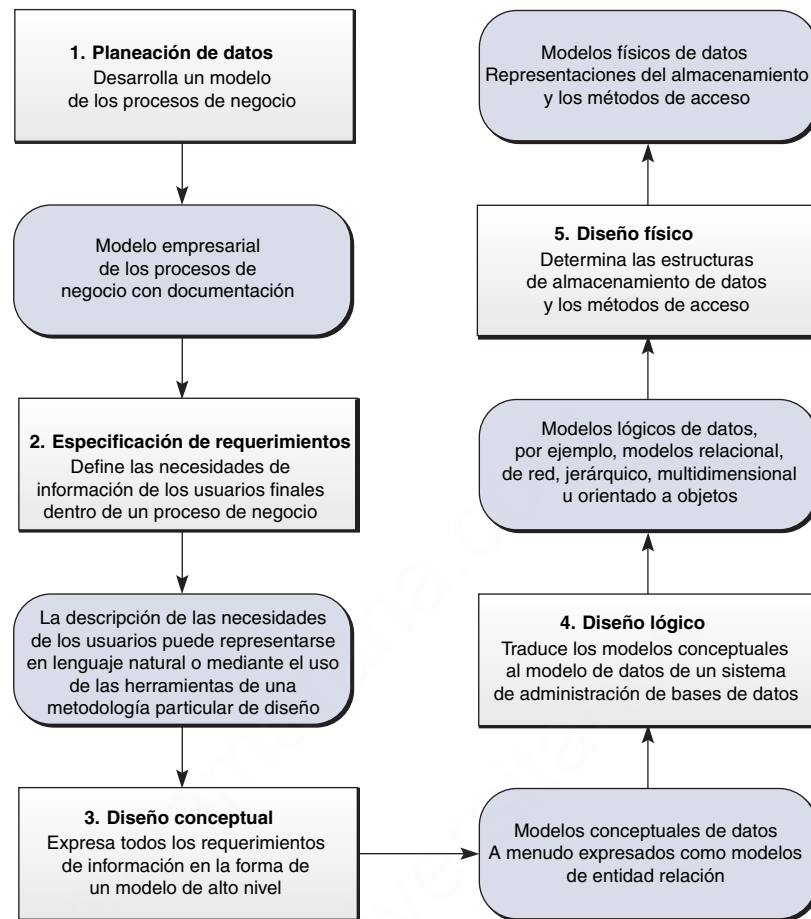 1. Planeación de datos
Desarrolla un modelo
de los procesos de negocio
Modelo empresarial
de los procesos de
negocio con documentación
2. Especificación de requerimientos
Define las necesidades de
información de los usuarios finales
dentro de un proceso de negocio
La descripción de las necesidades
de los usuarios puede representarse
en lenguaje natural o mediante el uso
de las herramientas de una
metodología particular de diseño
3. Diseño conceptual
Expresa todos los requerimientos
de información en la forma de
un modelo de alto nivel
Modelos conceptuales de datos
A menudo expresados como modelos
de entidad relación
4. Diseño lógico
Traduce los modelos conceptuales
al modelo de datos de un sistema
de administración de bases de datos
Modelos lógicos de datos,
por ejemplo, modelos relacional,
de red, jerárquico, multidimensional
u orientado a objetos
5. Diseño físico
Determina las estructuras
de almacenamiento de datos
y los métodos de acceso
Modelos físicos de datos
Representaciones del almacenamiento
y los métodos de acceso